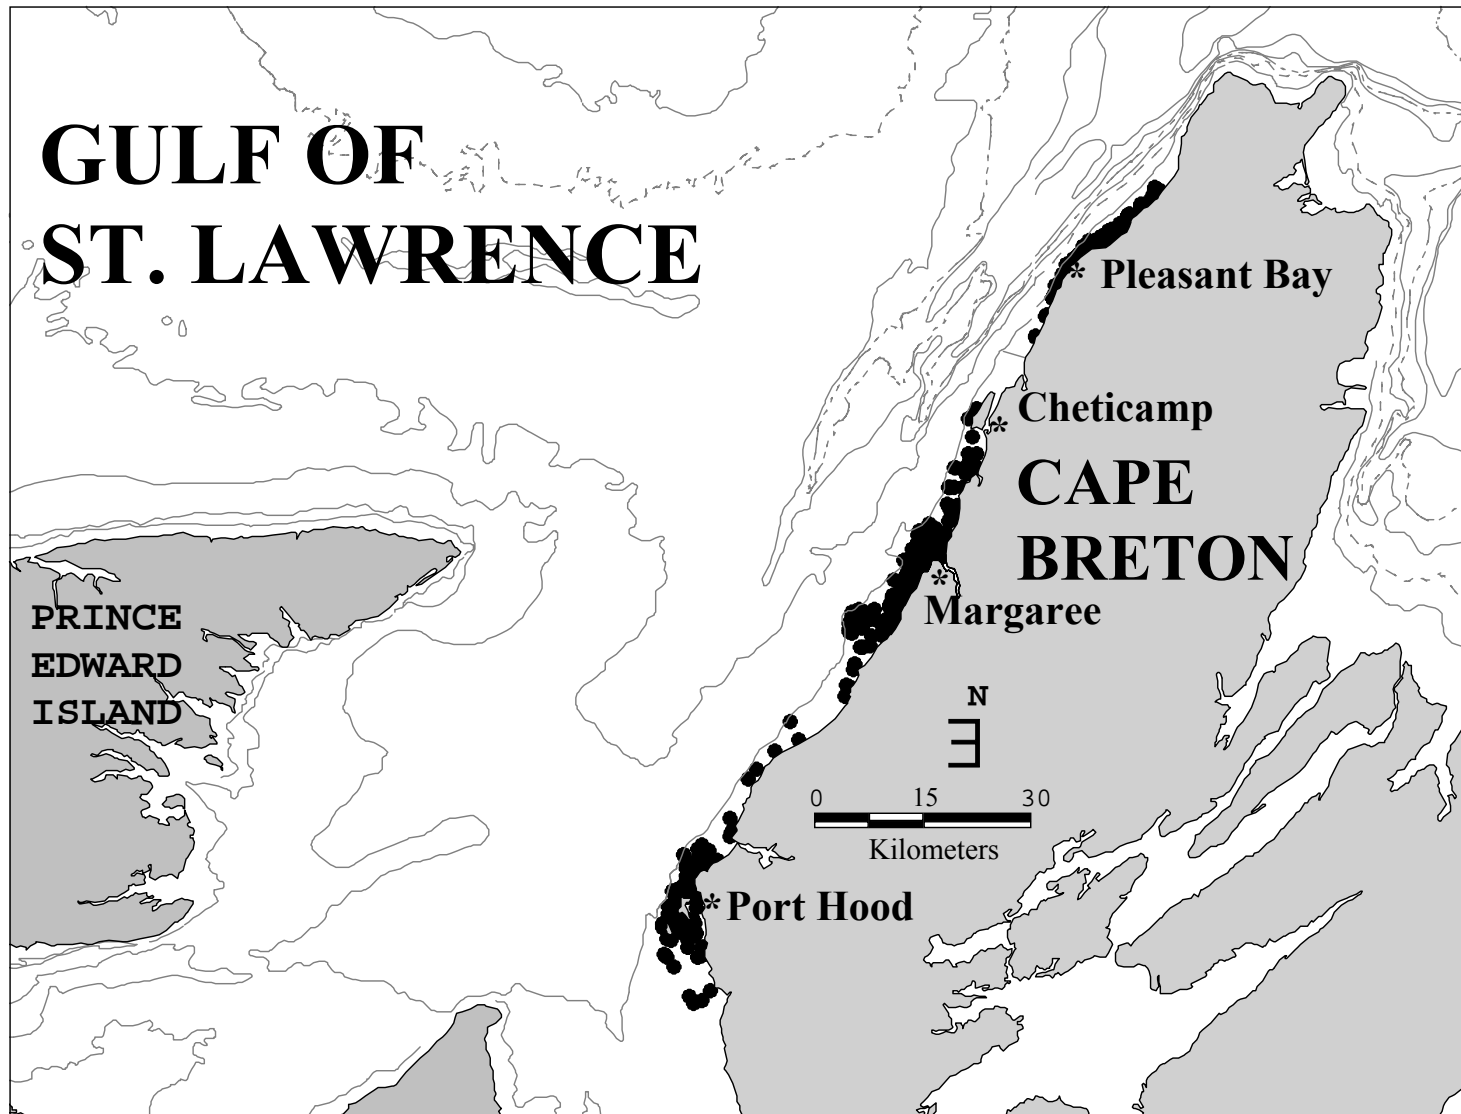 GULF OF
ST. LAWRENCE
* Pleasant Bay
Cheticamp
*
CAPE
BRETON
*
Margaree
PRINCE
EDWARD
ISLAND
N
0 15 30
Kilometers
* Port Hood